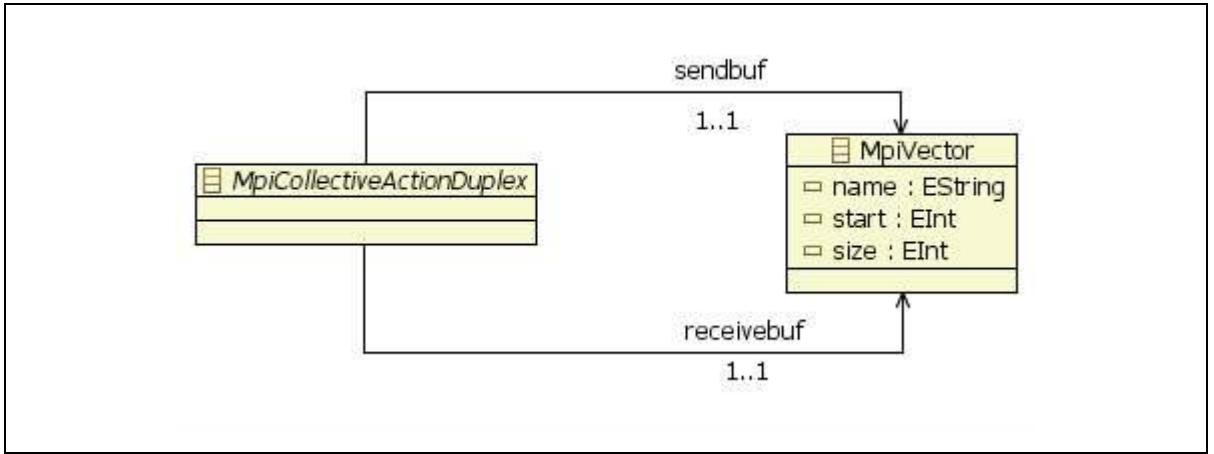 sendbuf
1..1
MpiCollectiveActionDuplex
MpiVector
name : EString
start : EInt
size : EInt
receivebuf
1..1